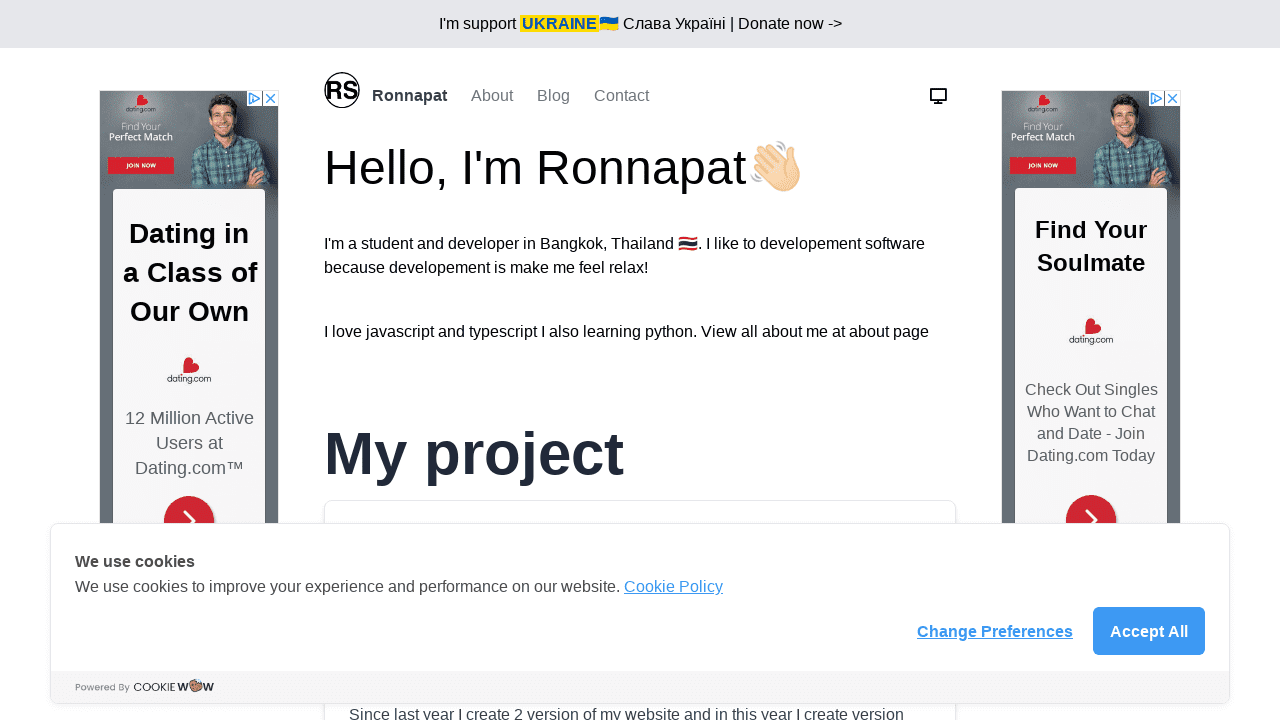 I'm support UKRAINE🇺🇦 Слава Україні | Donate now ->
RS Ronnapat About Blog Contact
Hello, I'm Ronnapat👋🏻
I'm a student and developer in Bangkok, Thailand 🇹🇭. I like to developement software
because developement is make me feel relax!
I love javascript and typescript I also learning python. View all about me at about page
My project
dating.com
Find Your
Perfect Match
JOIN NOW
Dating in
a Class of
Our Own
dating.com
12 Million Active
Users at
Dating.com™
dating.com
Find Your
Perfect Match
JOIN NOW
Find Your
Soulmate
dating.com
Check Out Singles
Who Want to Chat
and Date - Join
Dating.com Today
We use cookies
We use cookies to improve your experience and performance on our website. Cookie Policy
Change Preferences Accept All
Powered By COOKIE WOW
Since last year I create 2 version of my website and in this year I create version